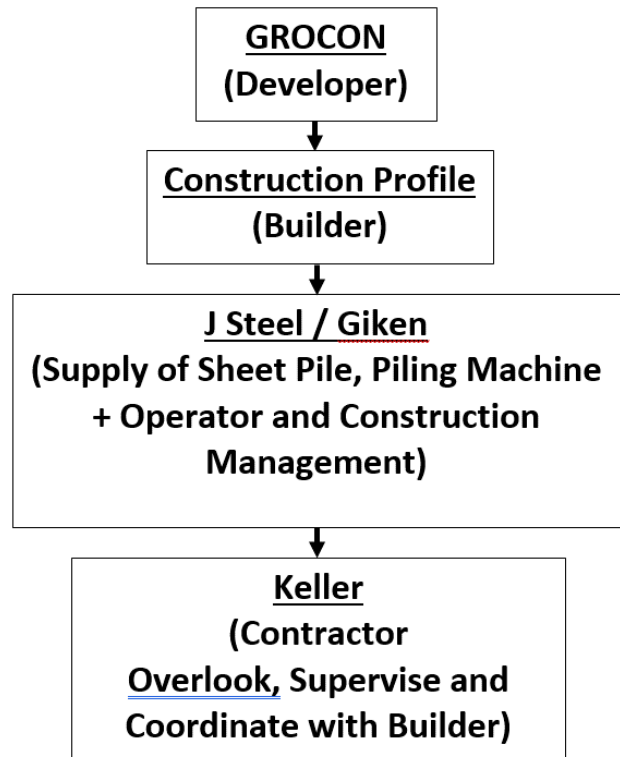 GROCON
(Developer)
Construction Profile
(Builder)
J Steel / Giken
(Supply of Sheet Pile, Piling Machine
+ Operator and Construction
Management)
Keller
(Contractor
Overlook, Supervise and
Coordinate with Builder)